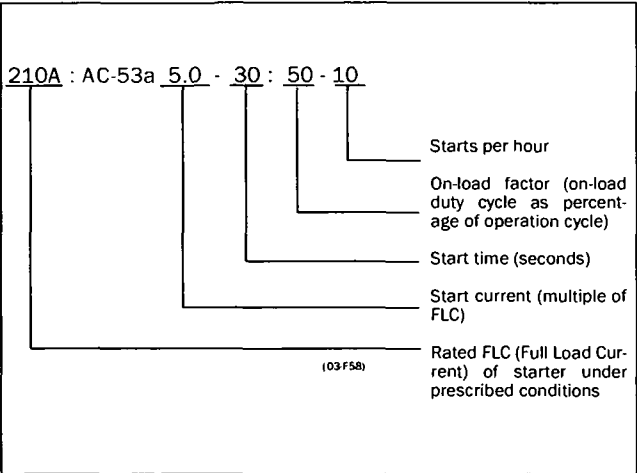 210A : AC-53a 5.0 - 30 : 50 - 10
Starts per hour
On-load factor (on-load
duty cycle as percent-
age of operation cycle)
Start time (seconds)
Start current (multiple of
FLC)
(03-F58)
Rated FLC (Full Load Cur-
rent) of starter under
prescribed conditions